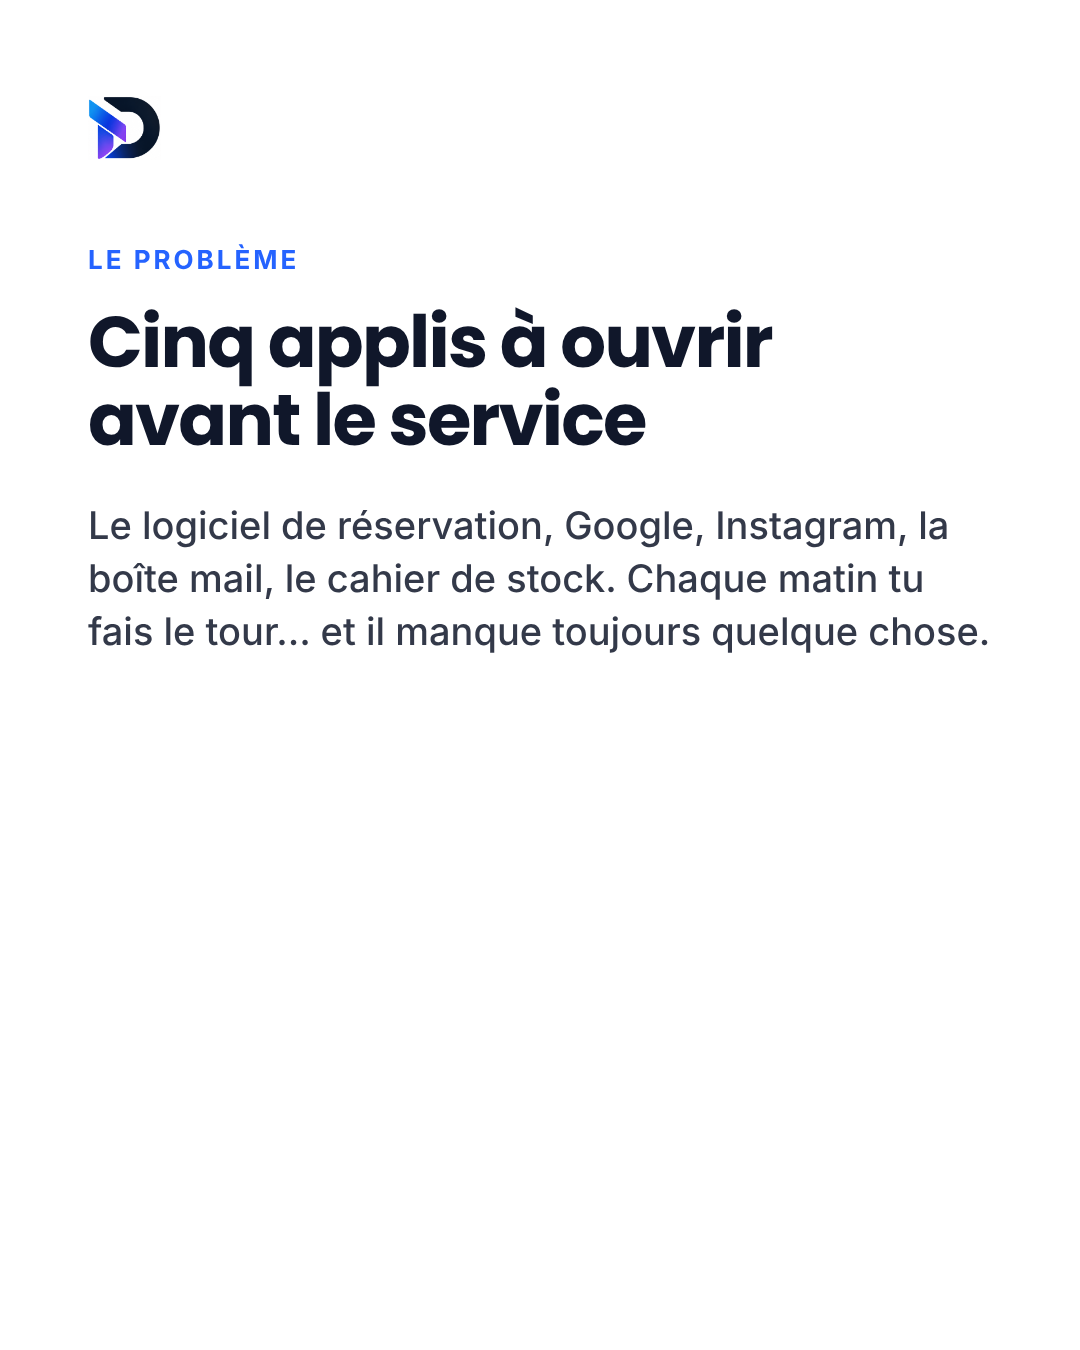 LE PROBLÈME
Cinq applis à ouvrir
avant le service
Le logiciel de réservation, Google, Instagram, la
boîte mail, le cahier de stock. Chaque matin tu
fais le tour… et il manque toujours quelque chose.